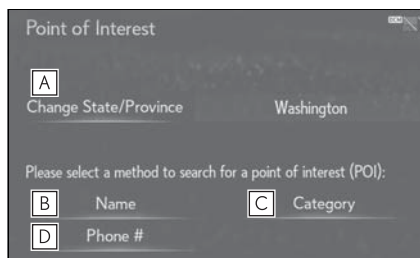 Point of Interest
DCM
A
Change State/Province Washington
Please select a method to search for a point of interest (POI):
B Name C Category
D Phone #